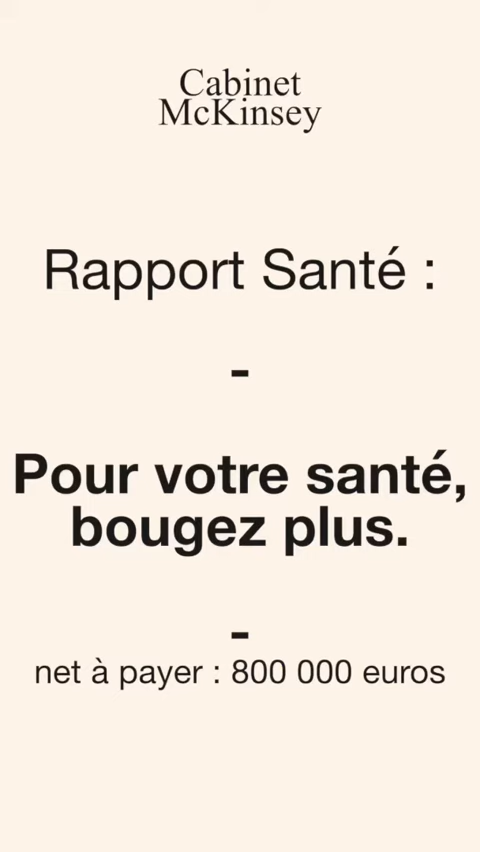 Cabinet
McKinsey
Rapport Santé :
-
Pour votre santé,
bougez plus.
-
net à payer : 800 000 euros